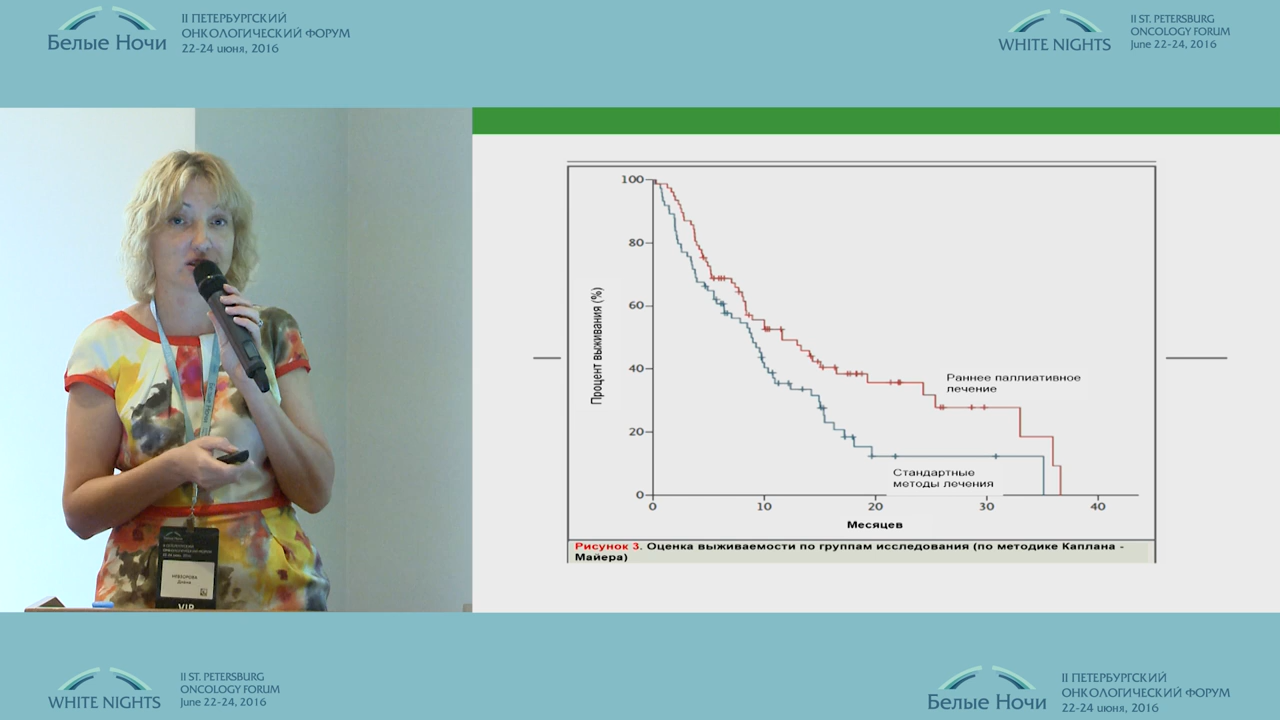 Белые Ночи
II ПЕТЕРБУРГСКИЙ
ОНКОЛОГИЧЕСКИЙ ФОРУМ
22-24 июня, 2016
WHITE NIGHTS
II ST. PETERSBURG
ONCOLOGY FORUM
June 22-24, 2016
Процент выживания (%)
100
80
60
40
20
0
Раннее паллиативное
лечение
Стандартные
методы лечения
0 10 20 30 40
Месяцев
Рисунок 3. Оценка выживаемости по группам исследования (по методике Каплана -
Майера)
VIP
WHITE NIGHTS
II ST. PETERSBURG
ONCOLOGY FORUM
June 22-24, 2016
Белые Ночи
II ПЕТЕРБУРГСКИЙ
ОНКОЛОГИЧЕСКИЙ ФОРУМ
22-24 июня, 2016